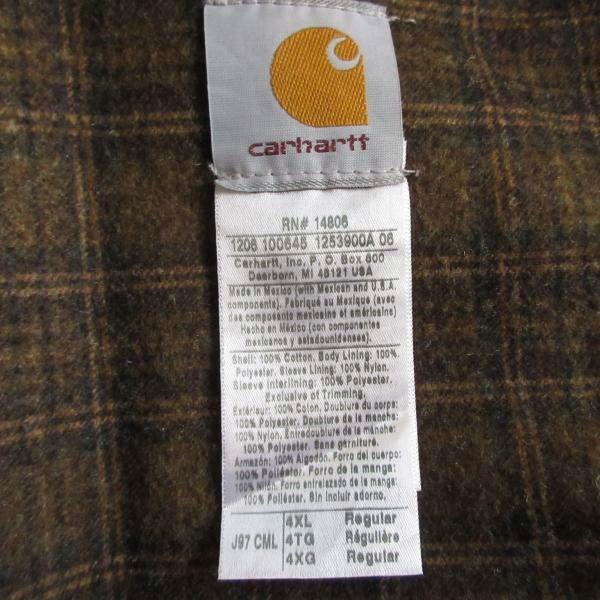 carhartt
RN# 14806
1206 100645 1253900A 06
Carhartt, Inc. P. O. Box 600
Dearborn, MI 48121 USA
Made in Mexico (with Mexican and U.S.A.
components). Fabriqué au Mexique (avec
des composants mexicains et américains)
Hecho en México (con componentes
mexicanos y estadounidenses).
Shell: 100% Cotton. Body Lining: 100%
Polyester. Sleeve Lining: 100% Nylon.
Sleeve Interlining: 100% Polyester.
Exclusive of Trimming.
Extérieur: 100% Coton. Doublure du corps:
100% Polyester. Doublure de la manche:
100% Nylon. Entredoublure de la manche:
100% Polyester. Sans garniture.
Armazón: 100% Algodón. Forro del cuerpo:
100% Poliéster. Forro de la manga:
100% Nilón. Forro entrelazado de la manga:
100% Poliéster. Sin incluir adorno.
J97 CML
4XL Regular
4TG Régulière
4XG Regular